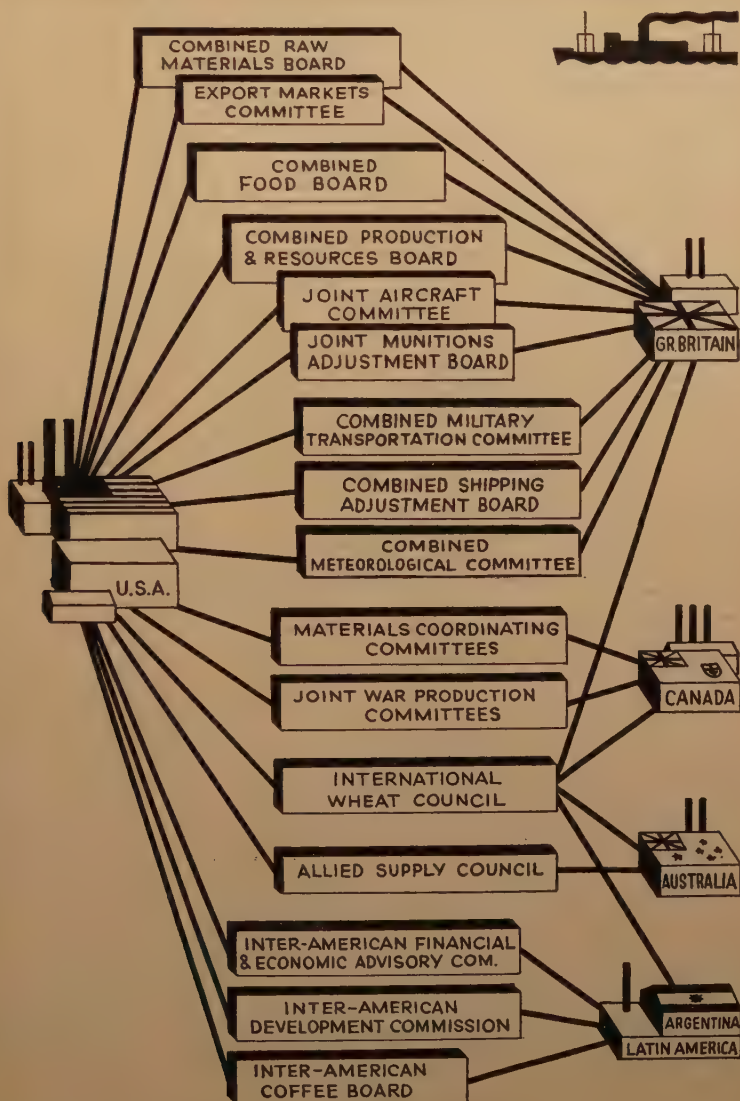 COMBINED RAW
MATERIALS BOARD
EXPORT MARKETS
COMMITTEE
COMBINED
FOOD BOARD
COMBINED PRODUCTION
& RESOURCES BOARD
JOINT AIRCRAFT
COMMITTEE
JOINT MUNITIONS
ADJUSTMENT BOARD
GR.BRITAIN
COMBINED MILITARY
TRANSPORTATION COMMITTEE
COMBINED SHIPPING
ADJUSTMENT BOARD
COMBINED
METEOROLOGICAL COMMITTEE
U.S.A.
MATERIALS COORDINATING
COMMITTEES
JOINT WAR PRODUCTION
COMMITTEES
CANADA
INTERNATIONAL
WHEAT COUNCIL
ALLIED SUPPLY COUNCIL
AUSTRALIA
INTER-AMERICAN FINANCIAL
& ECONOMIC ADVISORY COM.
INTER-AMERICAN
DEVELOPMENT COMMISSION
ARGENTINA
LATIN AMERICA
INTER-AMERICAN
COFFEE BOARD